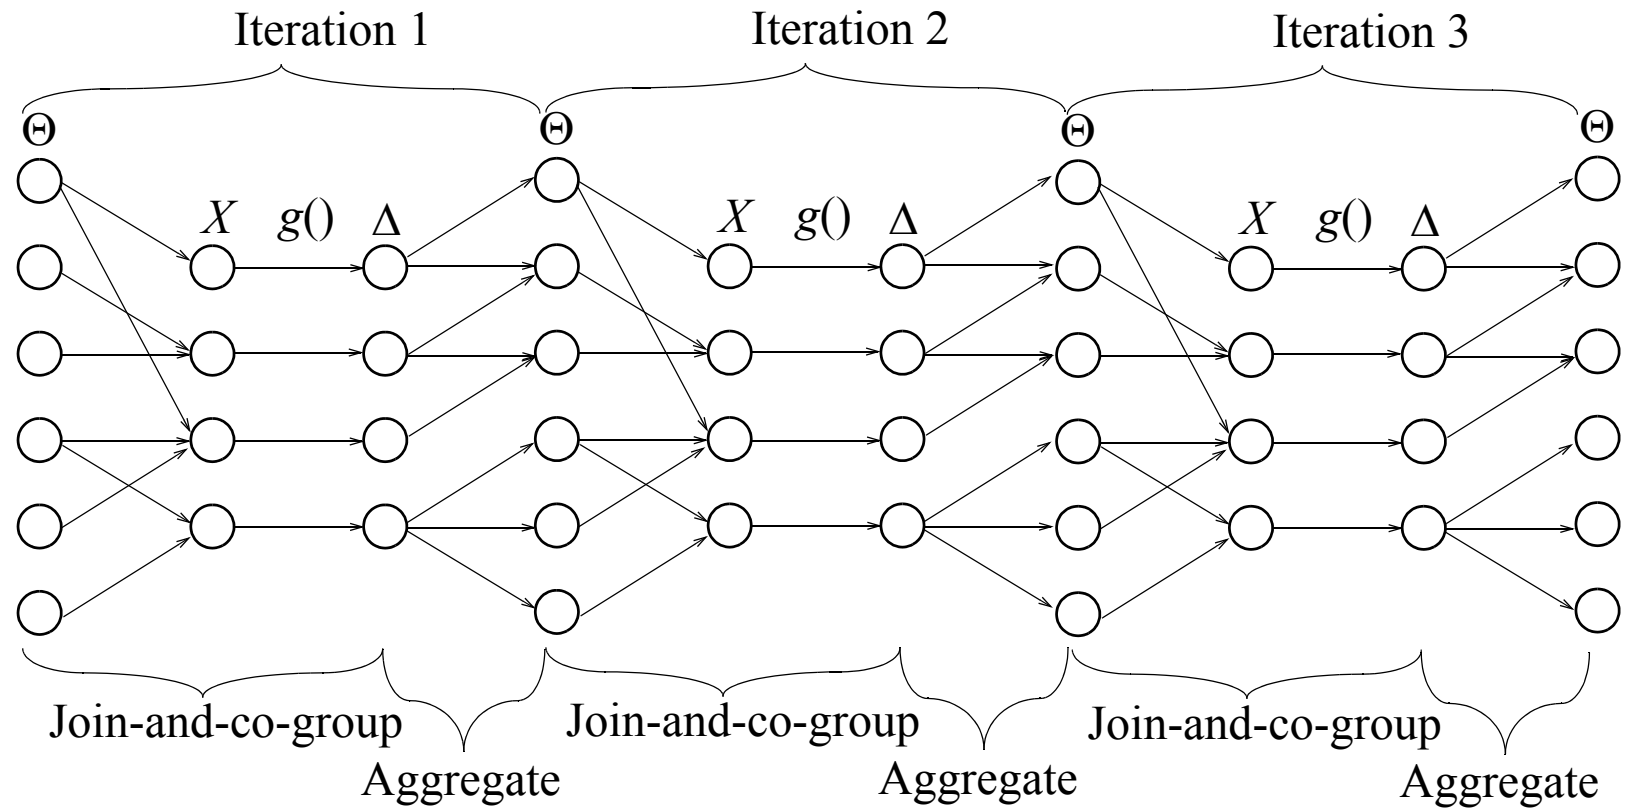 Iteration 1 Iteration 2 Iteration 3
Θ Θ Θ Θ
X g() Δ X g() Δ X g() Δ
Join-and-co-group Join-and-co-group Join-and-co-group
Aggregate Aggregate Aggregate